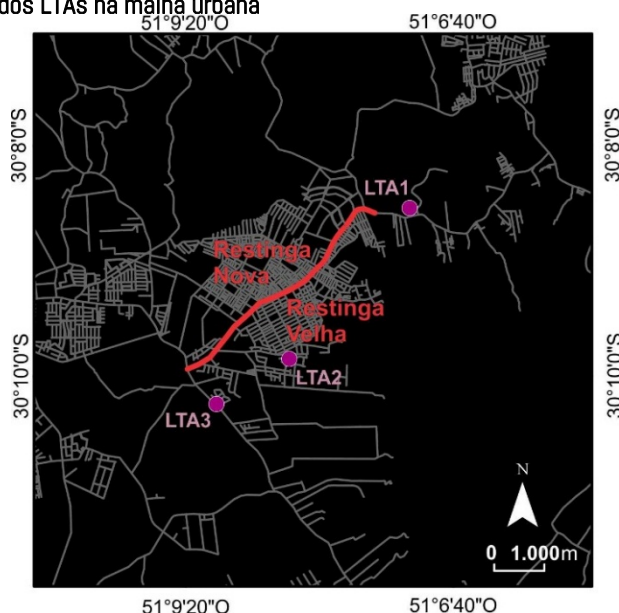 dos LTAs na malha urbana
51°9'20"O
51°6'40"O
30°8'0"S
30°8'0"S
LTA1
Restinga
Nova
Restinga
Velha
30°10'0"S
30°10'0"S
LTA2
LTA3
N
0 1.000m
51°9'20"O
51°6'40"O